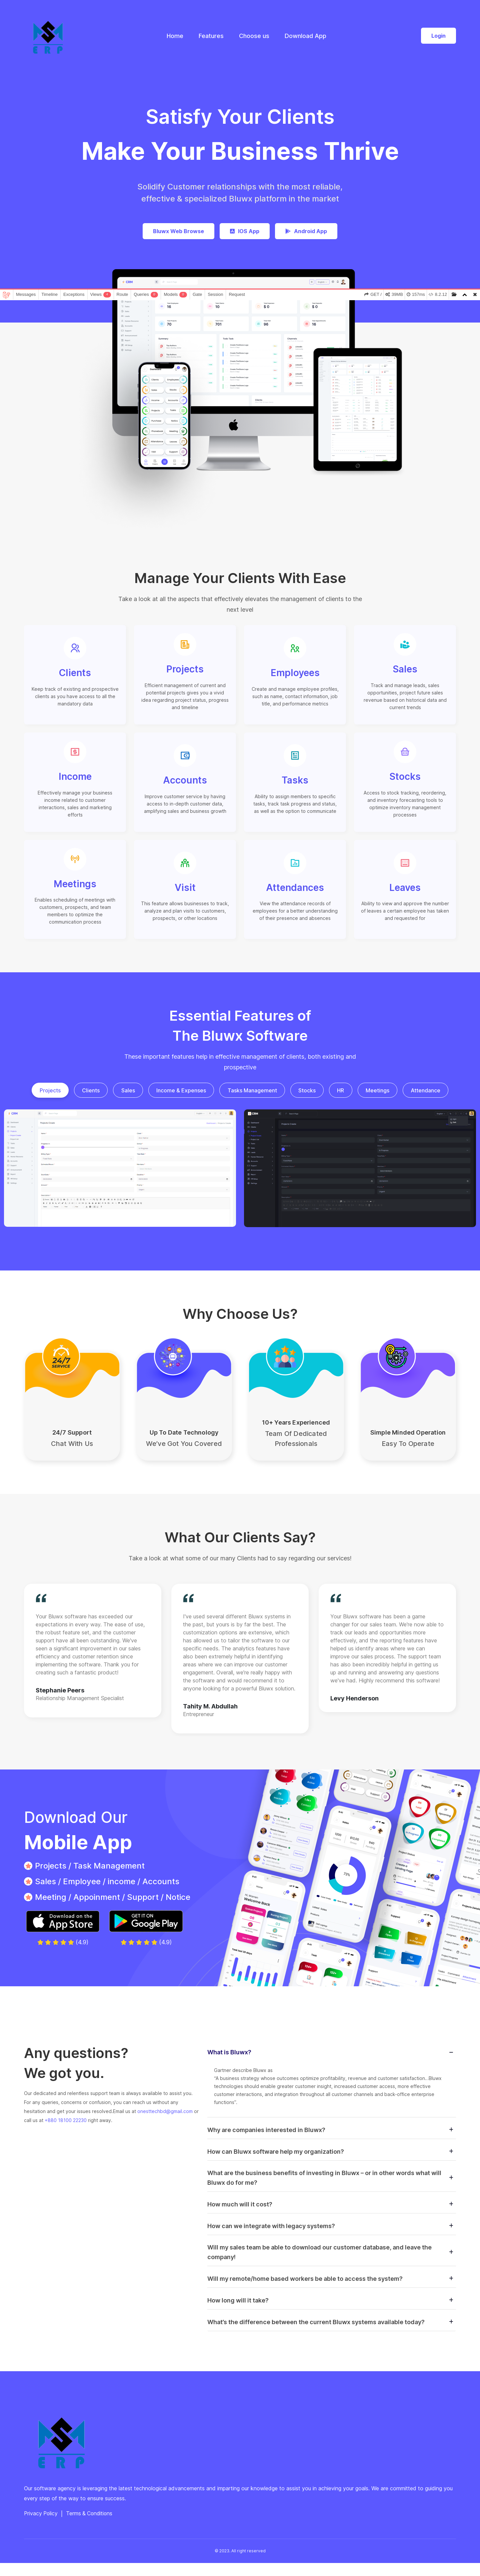 MSM
ERP
Home
Features
Choose us
Download App
Login
Satisfy Your Clients
Make Your Business Thrive
Solidify Customer relationships with the most reliable,
effective & specialized Bluwx platform in the market
Bluwx Web Browse
IOS App
Android App
Messages
Timeline
Exceptions
Views
Route
Queries
Models
Gate
Session
Request
GET /
39MB
157ms
8.2.12
Manage Your Clients With Ease
Take a look at all the aspects that effectively elevates the management of clients to the
next level
Clients
Keep track of existing and prospective
clients as you have access to all the
mandatory data
Projects
Efficient management of current and
potential projects gives you a vivid
idea regarding project status, progress
and timeline
Employees
Create and manage employee profiles,
such as name, contact information, job
title, and performance metrics
Sales
Track and manage leads, sales
opportunities, project future sales
revenue based on historical data and
current trends
Income
Effectively manage your business
income related to customer
interactions, sales and marketing
efforts
Accounts
Improve customer service by having
access to in-depth customer data,
amplifying sales and business growth
Tasks
Ability to assign members to specific
tasks, track task progress and status,
as well as the option to communicate
Stocks
Access to stock tracking, reordering,
and inventory forecasting tools to
optimize inventory management
processes
Meetings
Enables scheduling of meetings with
customers, prospects, and team
members to optimize the
communication process
Visit
This feature allows businesses to track,
analyze and plan visits to customers,
prospects, or other locations
Attendances
View the attendance records of
employees for a better understanding
of their presence and absences
Leaves
Ability to view and approve the number
of leaves a certain employee has taken
and requested for
Essential Features of
The Bluwx Software
These important features help in effective management of clients, both existing and
prospective
Projects
Clients
Sales
Income & Expenses
Tasks Management
Stocks
HR
Meetings
Attendance
Why Choose Us?
24/7
SERVICE
24/7 Support
Chat With Us
Up To Date Technology
We've Got You Covered
10+ Years Experienced
Team Of Dedicated
Professionals
Simple Minded Operation
Easy To Operate
What Our Clients Say?
Take a look at what some of our many Clients had to say regarding our services!
Your Bluwx software has exceeded our
expectations in every way. The ease of use,
the robust feature set, and the customer
support have all been outstanding. We've
seen a significant improvement in our sales
efficiency and customer retention since
implementing it. Thank you for
creating such a fantastic product!
Stephanie Peers
Relationship Management Specialist
I've used several different Bluwx systems in
the past, but yours is by far the best. The
customization options are extensive, which
has allowed us to tailor the software to our
specific needs. The analytics features have
also been extremely helpful in identifying
areas where we can improve our customer
engagement. Overall, we're really happy with
the software and would recommend it to
anyone looking for a powerful Bluwx solution.
Tahity M. Abdullah
Entrepreneur
Your Bluwx software has been a game
changer for our sales team. We're now able to
track our leads and opportunities more
effectively, and the reporting features have
helped us identify areas where we can
improve our sales process. The support team
has also been incredibly helpful in getting us
up and running and answering any questions
we've had. Highly recommend this software!
Levy Henderson
Download Our
Mobile App
Projects / Task Management
Sales / Employee / income / Accounts
Meeting / Appointment / Support / Notice
Download on the
App Store
GET IT ON
Google Play
(4.9)
(4.9)
Any questions?
We got you.
Our dedicated and relentless support team is always available to assist you.
For any queries, concerns or confusion, you can reach us without any
hesitation and get your issues resolved.Email us at onesttechbd@gmail.com or
call us at +880 18100 22230 right away.
What is Bluwx?
Gartner describe Bluwx as
"A business strategy whose outcomes optimize profitability, revenue and customer satisfaction...Bluwx
technologies should enable greater customer insight, increased customer access, more effective
customer interactions, and integration throughout all customer channels and back-office enterprise
functions":
Why are companies interested in Bluwx?
How can Bluwx software help my organization?
What are the business benefits of investing in Bluwx – or in other words what will
Bluwx do for me?
How much will it cost?
How can we integrate with legacy systems?
Will my sales team be able to download our customer database, and leave the
company!
Will my remote/home based workers be able to access the system?
How long will it take?
What's the difference between the current Bluwx systems available today?
MSM
ERP
Our software agency is leveraging the latest technological advancements and imparting our knowledge to assist you in achieving your goals. We are committed to guiding you
every step of the way to ensure success.
Privacy Policy | Terms & Conditions
© 2023. All right reserved